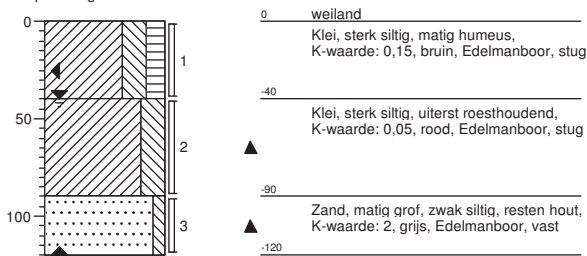 0 weiland
0
Klei, sterk siltig, matig humeus,
K-waarde: 0,15, bruin, Edelmanboor, stug
1
-40
Klei, sterk siltig, uiterst roesthoudend,
K-waarde: 0,05, rood, Edelmanboor, stug
50
2
-90
Zand, matig grof, zwak siltig, resten hout,
K-waarde: 2, grijs, Edelmanboor, vast
100
3
-120